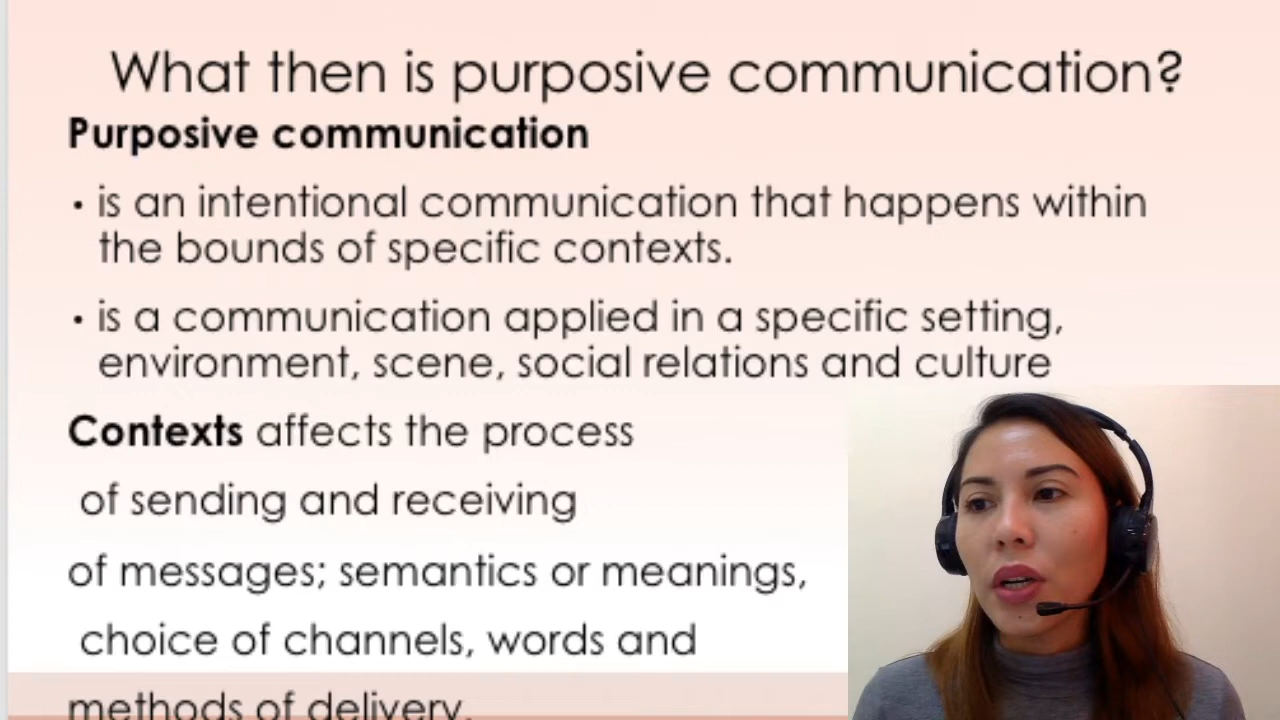 What then is purposive communication?
Purposive communication
• is an intentional communication that happens within
the bounds of specific contexts.
• is a communication applied in a specific setting,
environment, scene, social relations and culture
Contexts affects the process
of sending and receiving
of messages; semantics or meanings,
choice of channels, words and
methods of delivery.